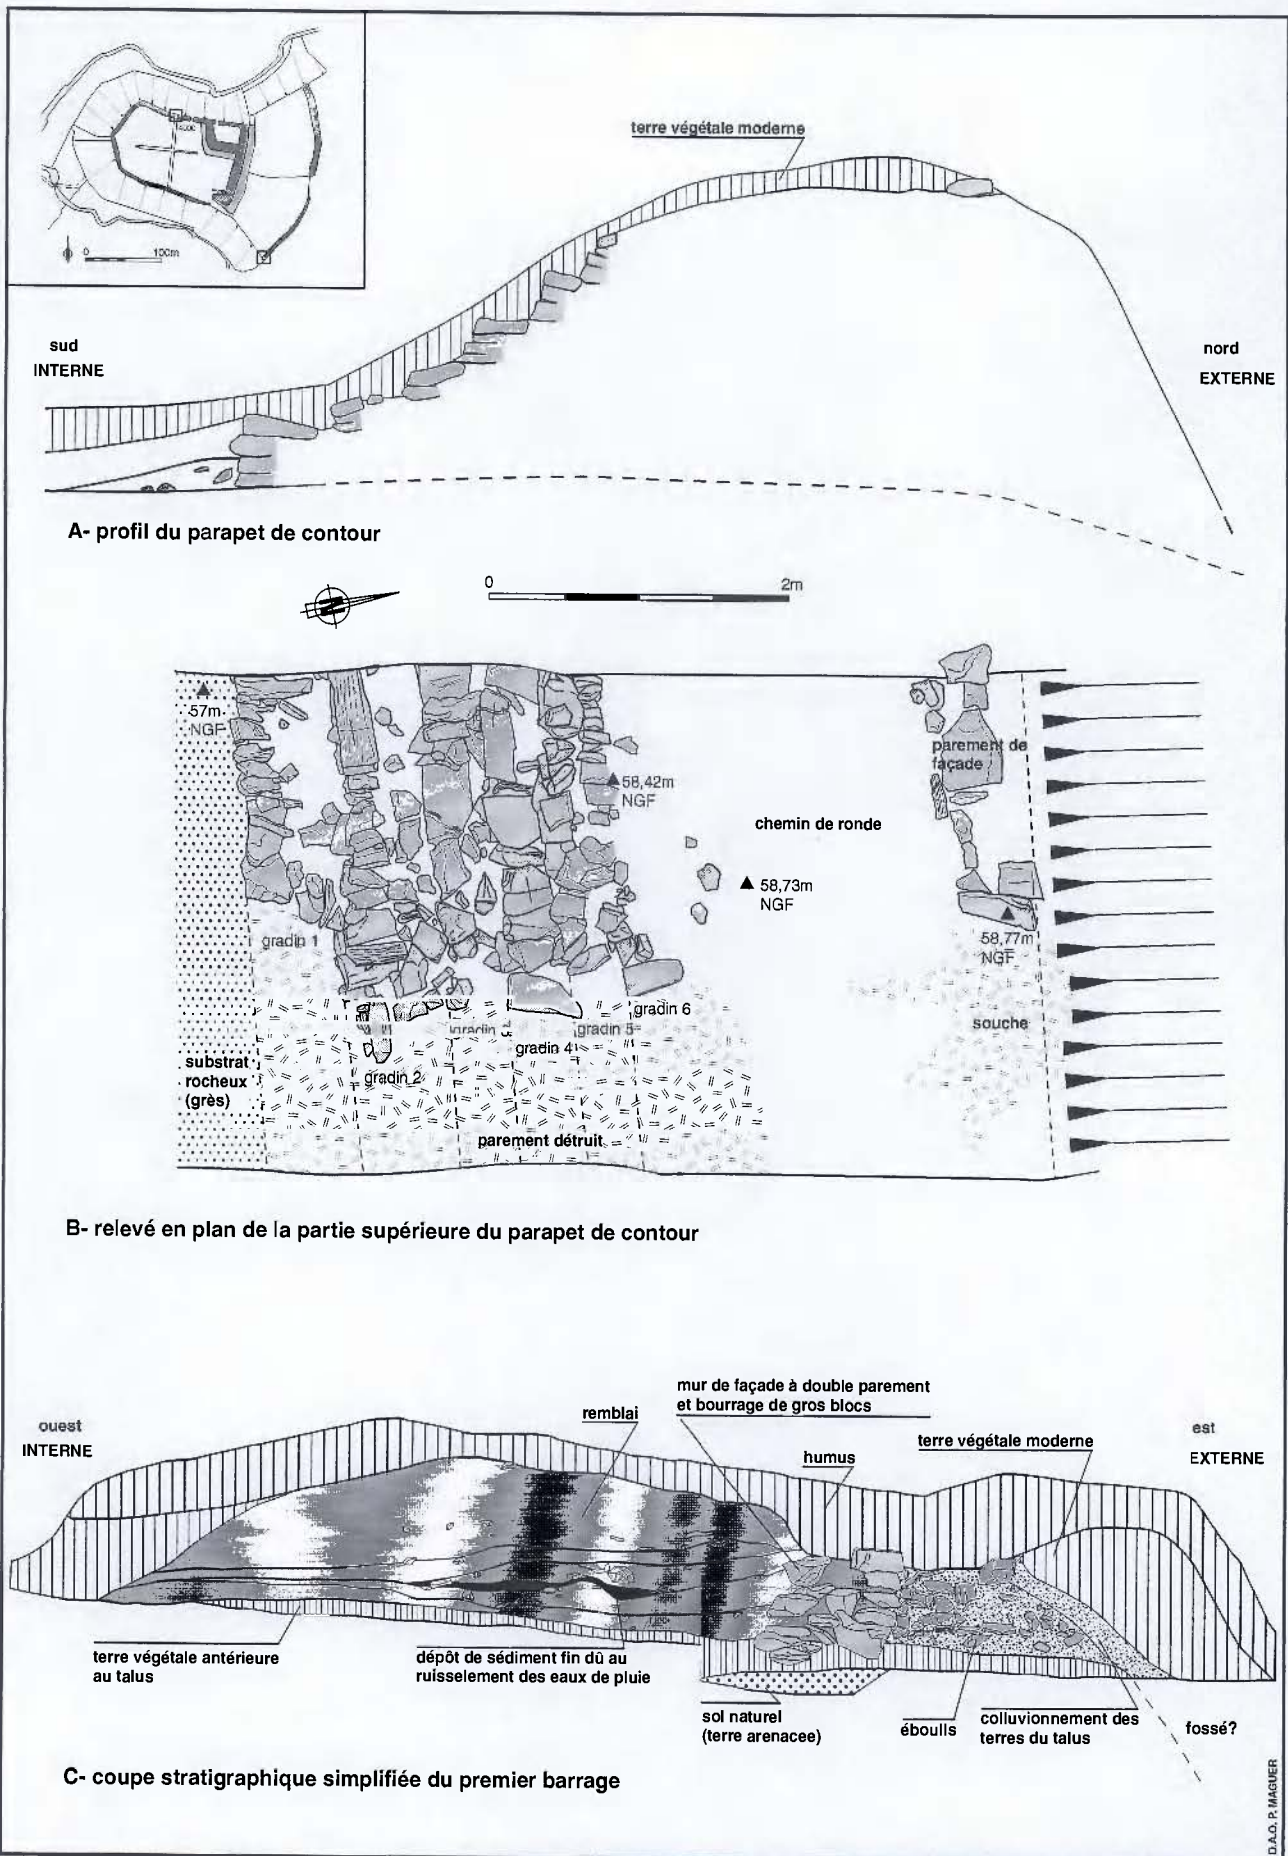 0 100m
terre végétale moderne
sud
INTERNE
nord
EXTERNE
A- profil du parapet de contour
N
0 2m
57m
NGF
parement de
façade
58,42m
NGF
chemin de ronde
58,73m
NGF
58,77m
NGF
gradin 1
gradin 6
gradin
gradin 5
souche
gradin 4
substrat
rocheux
(grès)
gradin 2
parement détruit
B- relevé en plan de la partie supérieure du parapet de contour
mur de façade à double parement
et bourrage de gros blocs
ouest
INTERNE
remblai
humus
terre végétale moderne
est
EXTERNE
terre végétale antérieure
au talus
dépôt de sédiment fin dû au
ruisselement des eaux de pluie
sol naturel
(terre arenacee)
éboulis
colluvionnement des
terres du talus
fossé?
C- coupe stratigraphique simplifiée du premier barrage
D.A.O. P. MAGUER